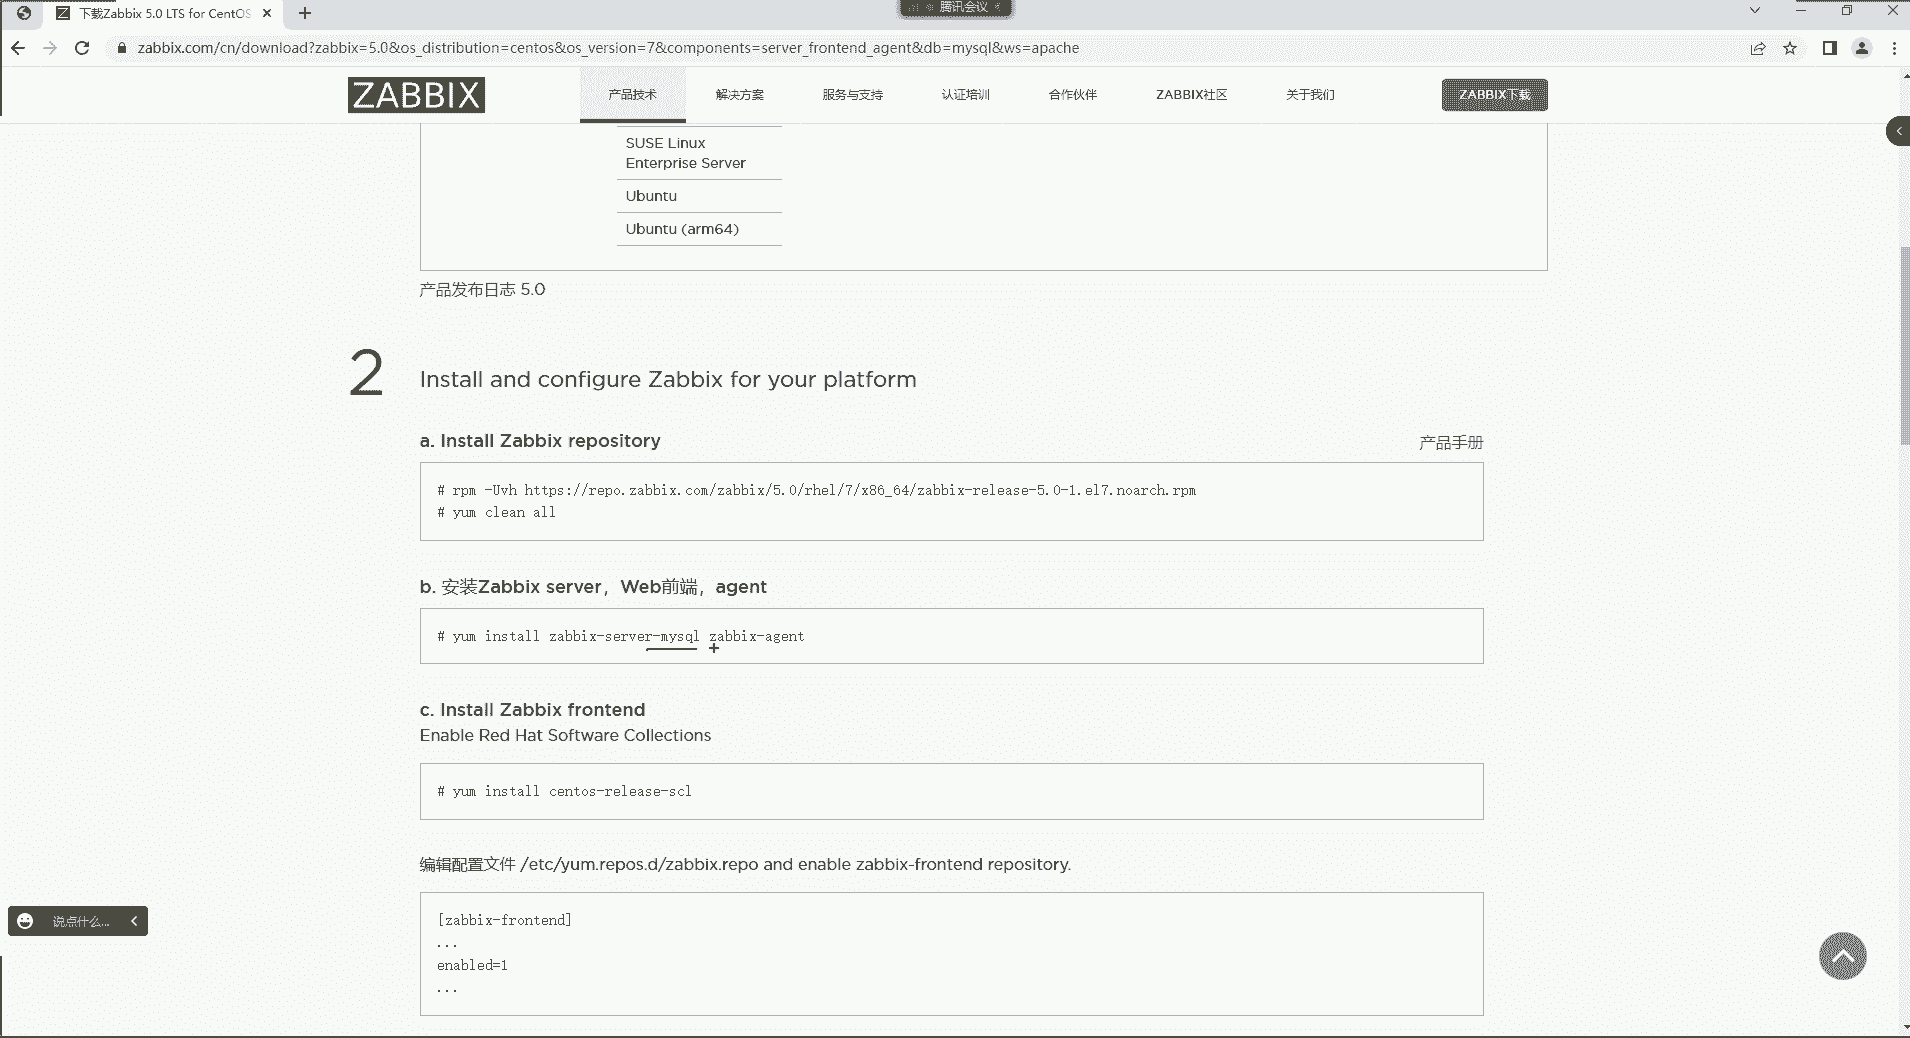 下载Zabbix 5.0 LTS for CentOS
腾讯会议
zabbix.com/cn/download?zabbix=5.0&os_distribution=centos&os_version=7&components=server_frontend_agent&db=mysql&ws=apache
ZABBIX
产品技术
解决方案
服务与支持
认证培训
合作伙伴
ZABBIX社区
关于我们
ZABBIX下载
SUSE Linux
Enterprise Server
Ubuntu
Ubuntu (arm64)
产品发布日志 5.0
2 Install and configure Zabbix for your platform
a. Install Zabbix repository
产品手册
# rpm -Uvh https://repo.zabbix.com/zabbix/5.0/rhel/7/x86_64/zabbix-release-5.0-1.el7.noarch.rpm
# yum clean all
b. 安装Zabbix server，Web前端，agent
# yum install zabbix-server-mysql zabbix-agent
c. Install Zabbix frontend
Enable Red Hat Software Collections
# yum install centos-release-scl
编辑配置文件 /etc/yum.repos.d/zabbix.repo and enable zabbix-frontend repository.
[zabbix-frontend]
...
enabled=1
...
说点什么...